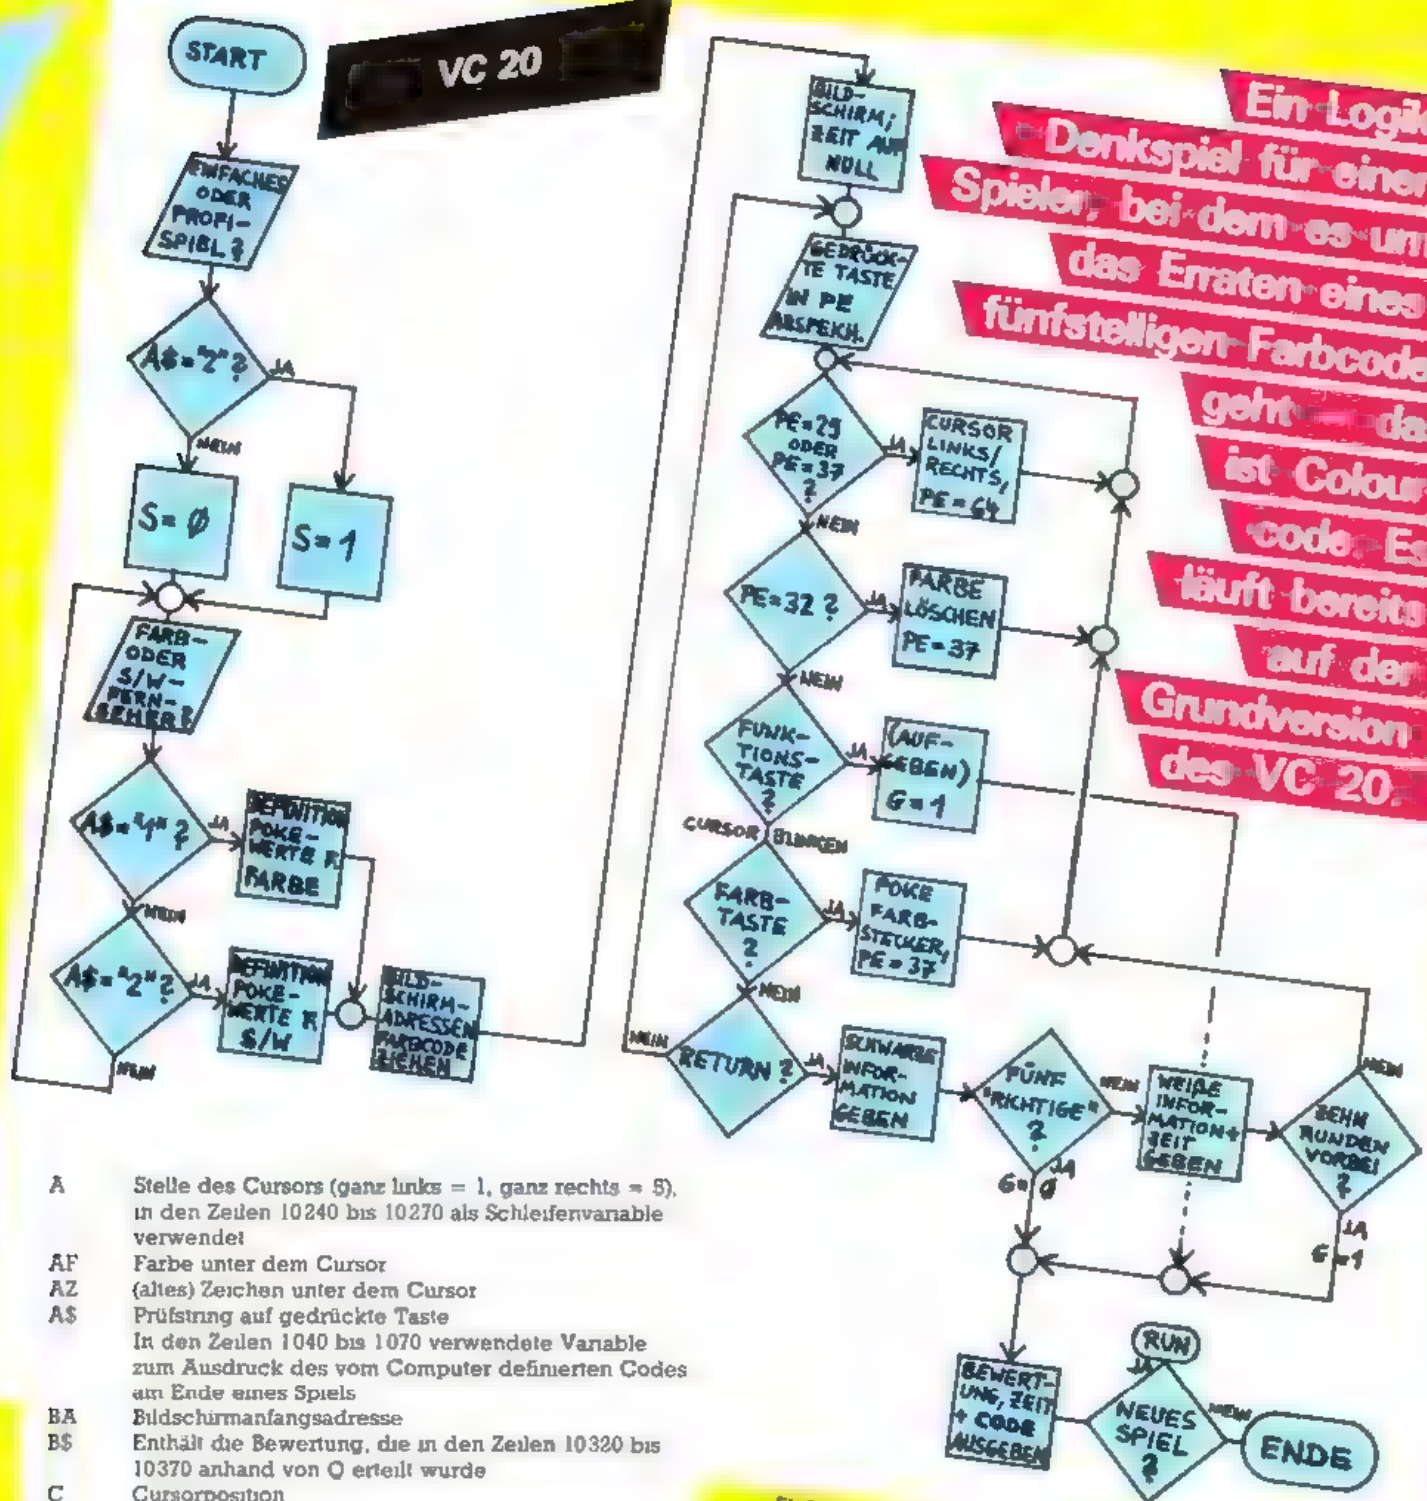 START
VC 20
EINFACHES
ODER
PROFI-
SPIEL?
A$="2"?
JA
NEIN
S=Ø
S=1
FARB-
ODER
S/W-
FERN-
SEHER?
A$="1"?
JA
DEFINITION
POKE-
WERTE F.
FARBE
NEIN
A$="2"?
JA
DEFINITION
POKE-
WERTE F.
S/W
NEIN
BILD-
SCHIRM-
ADRESSEN
FARBCODE
ZIEHEN
BILD-
SCHIRM;
ZEIT AUF
NULL
GEDRÜCK-
TE TASTE
IN PE
ABSPEICH.
PE=29
ODER
PE=37
?
JA
CURSOR
LINKS/
RECHTS,
PE=64
NEIN
PE=32?
JA
FARBE
LÖSCHEN
PE=37
NEIN
FUNK-
TIONS-
TASTE
?
JA
(AUF-
GEBEN)
G=1
CURSOR BLINKEN
FARB-
TASTE
?
JA
POKE
FARB-
STECKER,
PE=37
NEIN
RETURN?
NEIN
JA
SCHWARZE
INFOR-
MATION
GEBEN
FÜNF
"RICHTIGE"
?
NEIN
JA
G=Ø
WEIßE
INFOR-
MATION+
ZEIT
GEBEN
ZEHN
RUNDEN
VORBEI
?
NEIN
JA
G=1
BEWERT-
UNG, ZEIT
+ CODE
AUSGEBEN
RUN
JA
NEUES
SPIEL
?
NEIN
ENDE
Ein Logik
Denkspiel für einen
Spieler, bei dem es um
das Erraten eines
fünfstelligen Farbcode
geht — das
ist Colour
code. Es
läuft bereits
auf der
Grundversion
des VC 20.
A Stelle des Cursors (ganz links = 1, ganz rechts = 5),
in den Zeilen 10240 bis 10270 als Schleifenvariable
verwendet
AF Farbe unter dem Cursor
AZ (altes) Zeichen unter dem Cursor
A$ Prüfstring auf gedrückte Taste
In den Zeilen 1040 bis 1070 verwendete Variable
zum Ausdruck des vom Computer definierten Codes
am Ende eines Spiels
BA Bildschirmanfangsadresse
B$ Enthält die Bewertung, die in den Zeilen 10320 bis
10370 anhand von Q erteilt wurde
C Cursorposition